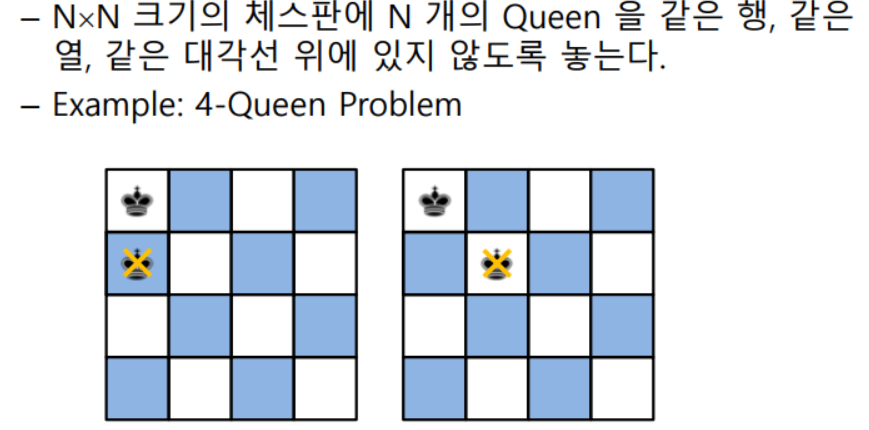 – N×N 크기의 체스판에 N 개의 Queen 을 같은 행, 같은
열, 같은 대각선 위에 있지 않도록 놓는다.
– Example: 4-Queen Problem